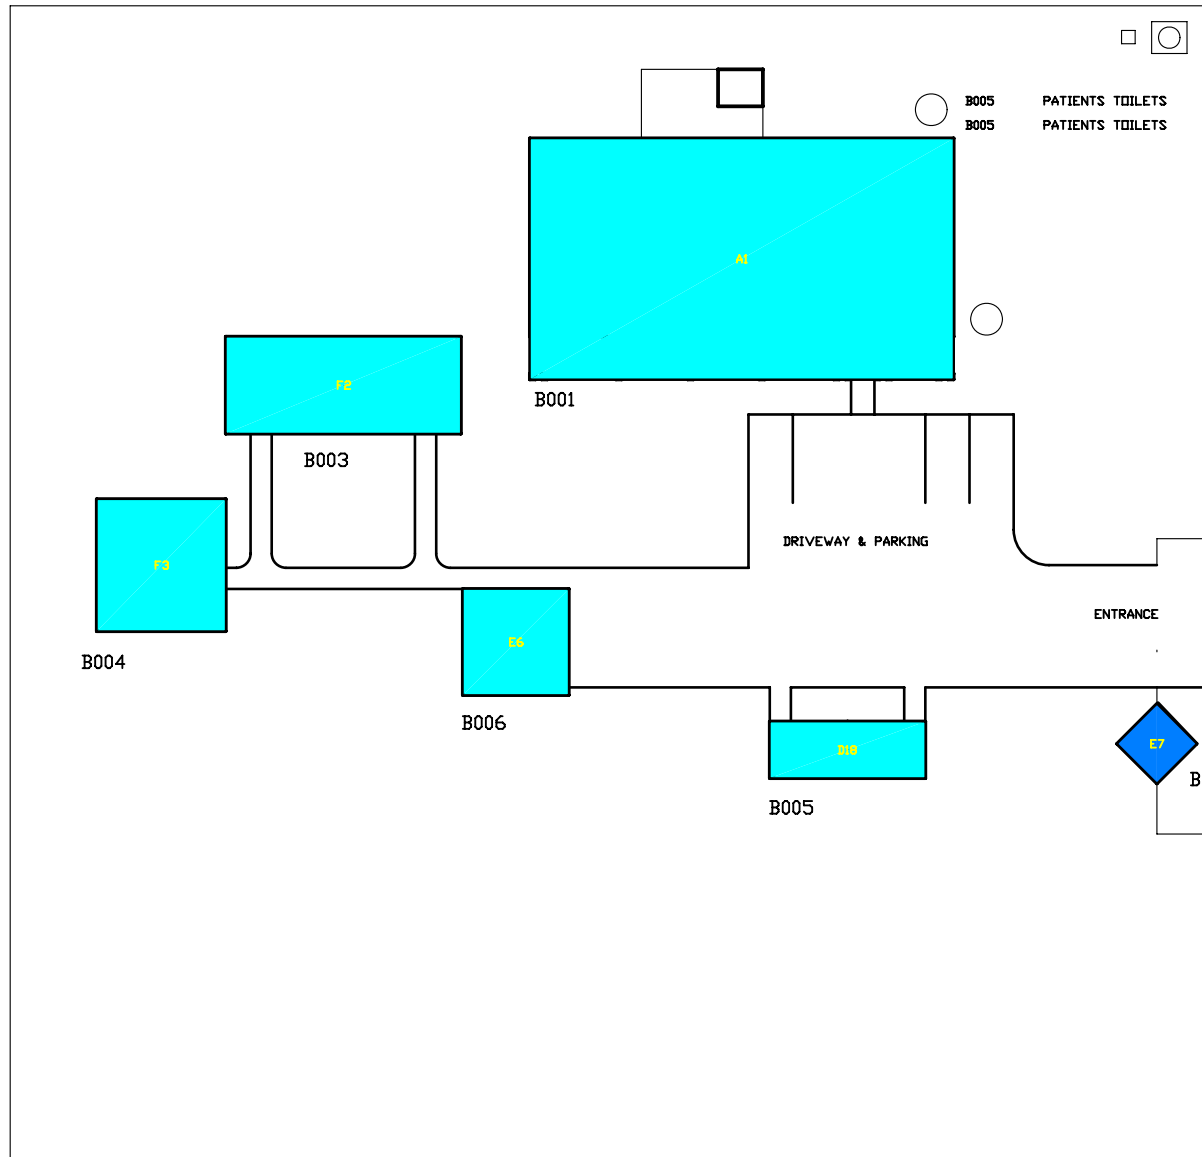 B005 PATIENTS TOILETS
B005 PATIENTS TOILETS
A1
F2
B001
B003
DRIVEWAY & PARKING
F3
ENTRANCE
E6
B004
B006
D18
E7
B
B005